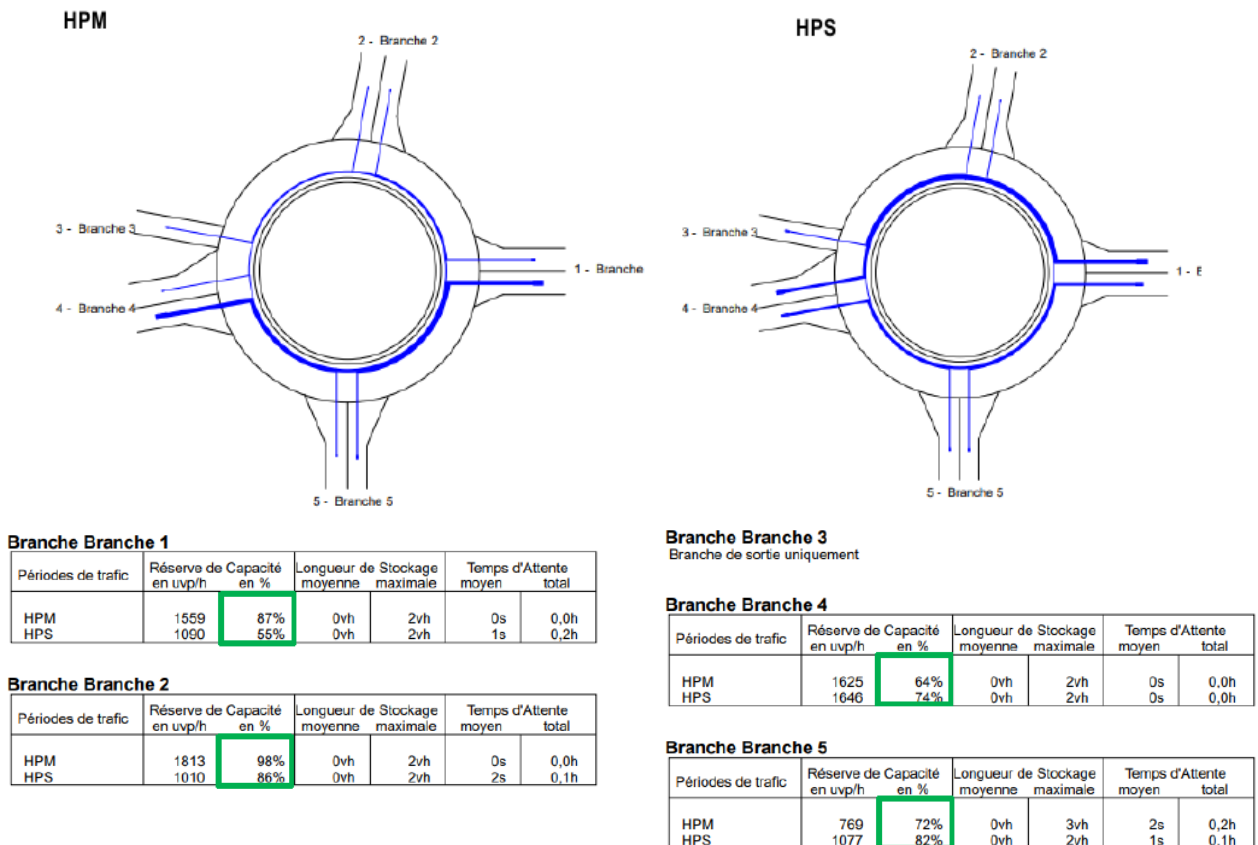 HPM
2 - Branche 2
3 - Branche 3
1 - Branche
4 - Branche 4
5 - Branche 5
HPS
2 - Branche 2
3 - Branche 3
1 - E
4 - Branche 4
5 - Branche 5
Branche Branche 1
Périodes de trafic Réserve de Capacité Longueur de Stockage Temps d'Attente
en uvp/h en % moyenne maximale moyen total
HPM 1559 87% 0vh 2vh 0s 0,0h
HPS 1090 55% 0vh 2vh 1s 0,2h
Branche Branche 2
Périodes de trafic Réserve de Capacité Longueur de Stockage Temps d'Attente
en uvp/h en % moyenne maximale moyen total
HPM 1813 98% 0vh 2vh 0s 0,0h
HPS 1010 86% 0vh 2vh 2s 0,1h
Branche Branche 3
Branche de sortie uniquement
Branche Branche 4
Périodes de trafic Réserve de Capacité Longueur de Stockage Temps d'Attente
en uvp/h en % moyenne maximale moyen total
HPM 1625 64% 0vh 2vh 0s 0,0h
HPS 1646 74% 0vh 2vh 0s 0,0h
Branche Branche 5
Périodes de trafic Réserve de Capacité Longueur de Stockage Temps d'Attente
en uvp/h en % moyenne maximale moyen total
HPM 769 72% 0vh 3vh 2s 0,2h
HPS 1077 82% 0vh 2vh 1s 0,1h